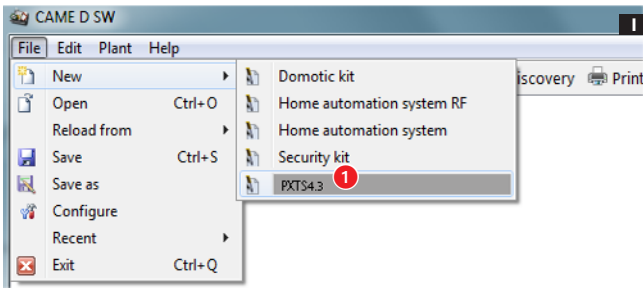 CAME D SW
I
File Edit Plant Help
iscovery Print
New
Open Ctrl+O
Reload from
Save Ctrl+S
Save as
Configure
Recent
Exit Ctrl+Q
Domotic kit
Home automation system RF
Home automation system
Security kit
PXTS4.3 1